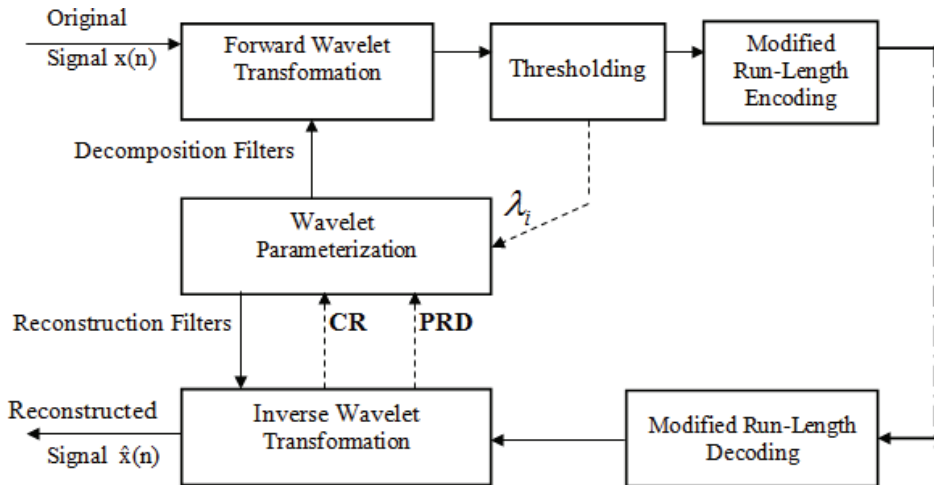 Original
Signal x(n)
Forward Wavelet
Transformation
Thresholding
Modified
Run-Length
Encoding
Decomposition Filters
Wavelet
Parameterization
λi
Reconstruction Filters
CR
PRD
Reconstructed
Signal x̂(n)
Inverse Wavelet
Transformation
Modified Run-Length
Decoding